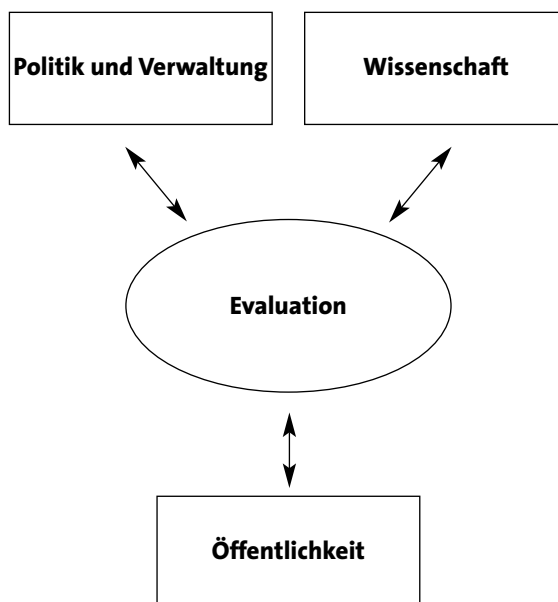 Politik und Verwaltung
Wissenschaft
Evaluation
Öffentlichkeit